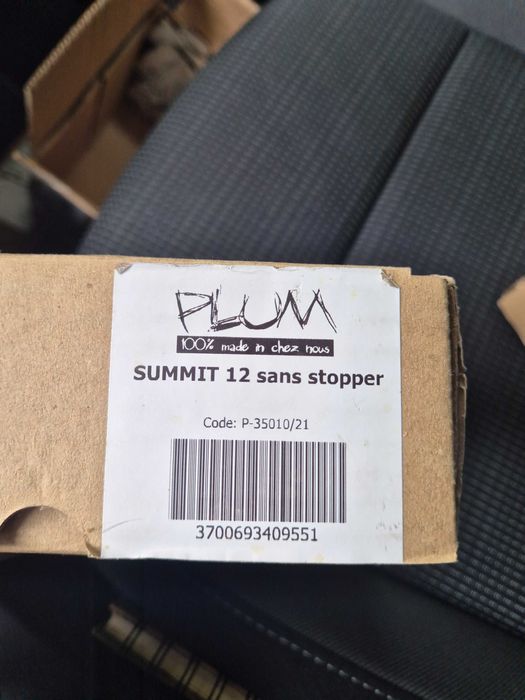 PLUM
100% made in chez nous
SUMMIT 12 sans stopper
Code: P-35010/21
3700693409551